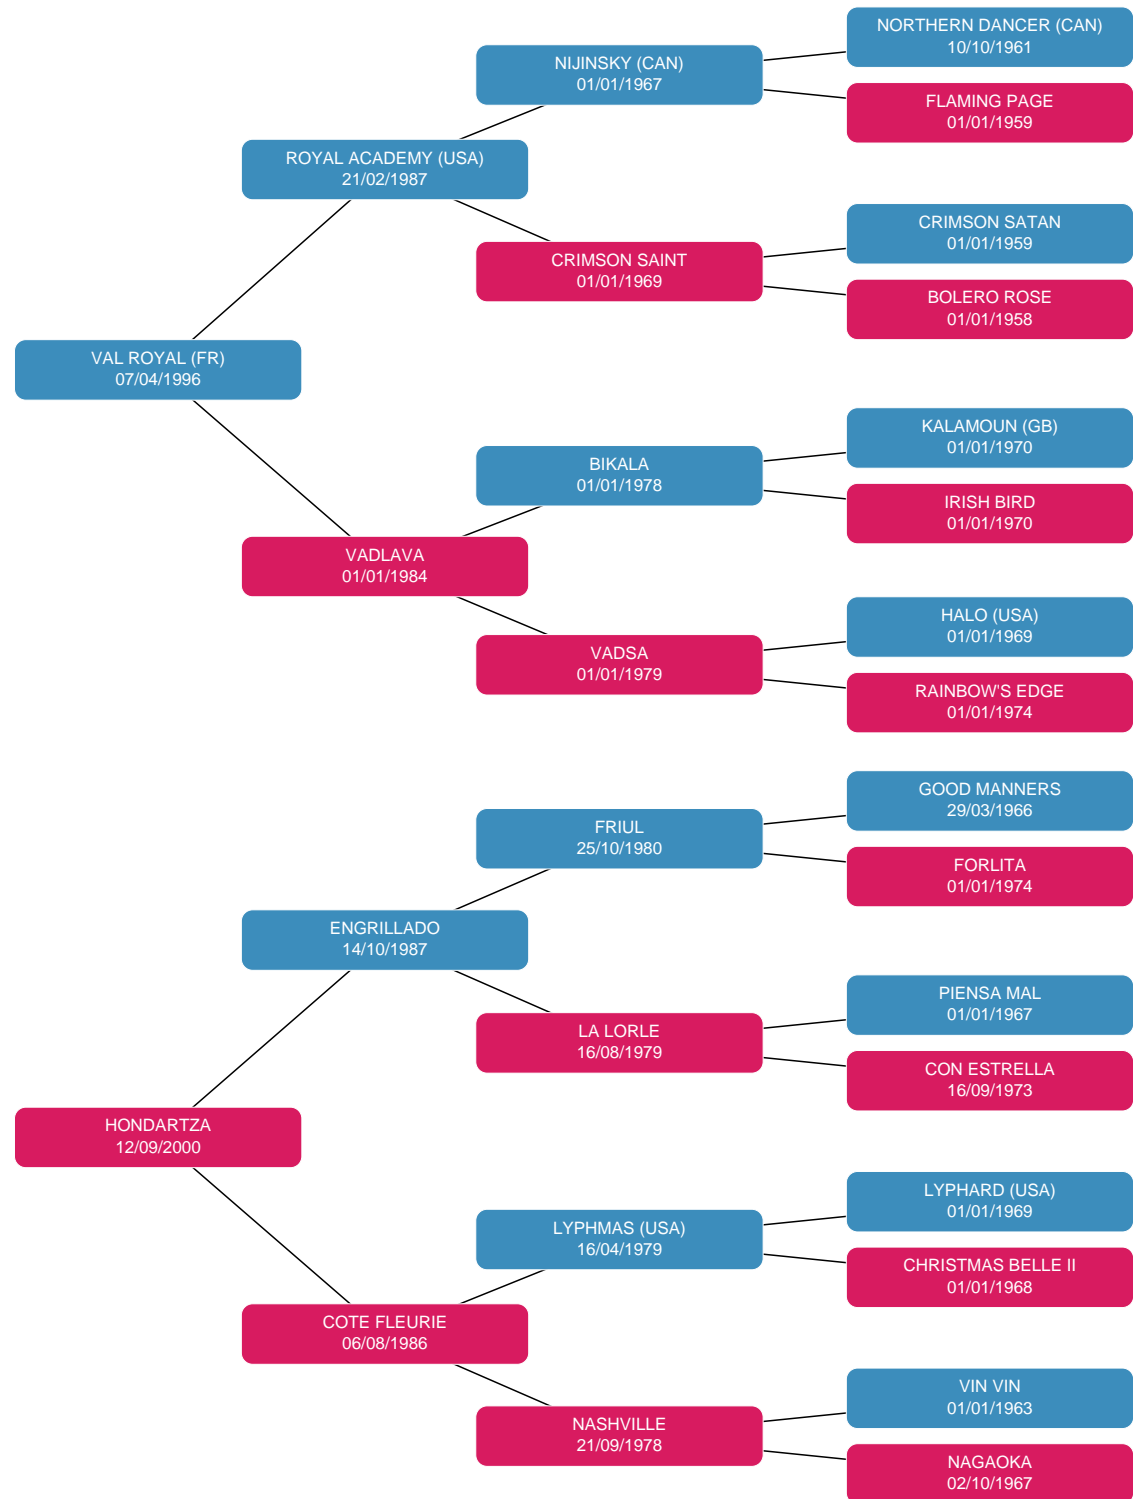 NORTHERN DANCER (CAN)
10/10/1961
NIJINSKY (CAN)
01/01/1967
FLAMING PAGE
01/01/1959
ROYAL ACADEMY (USA)
21/02/1987
CRIMSON SATAN
01/01/1959
CRIMSON SAINT
01/01/1969
BOLERO ROSE
01/01/1958
VAL ROYAL (FR)
07/04/1996
KALAMOUN (GB)
01/01/1970
BIKALA
01/01/1978
IRISH BIRD
01/01/1970
VADLAVA
01/01/1984
HALO (USA)
01/01/1969
VADSA
01/01/1979
RAINBOW'S EDGE
01/01/1974
GOOD MANNERS
29/03/1966
FRIUL
25/10/1980
FORLITA
01/01/1974
ENGRILLADO
14/10/1987
PIENSA MAL
01/01/1967
LA LORLE
16/08/1979
CON ESTRELLA
16/09/1973
HONDARTZA
12/09/2000
LYPHARD (USA)
01/01/1969
LYPHMAS (USA)
16/04/1979
CHRISTMAS BELLE II
01/01/1968
COTE FLEURIE
06/08/1986
VIN VIN
01/01/1963
NASHVILLE
21/09/1978
NAGAOKA
02/10/1967